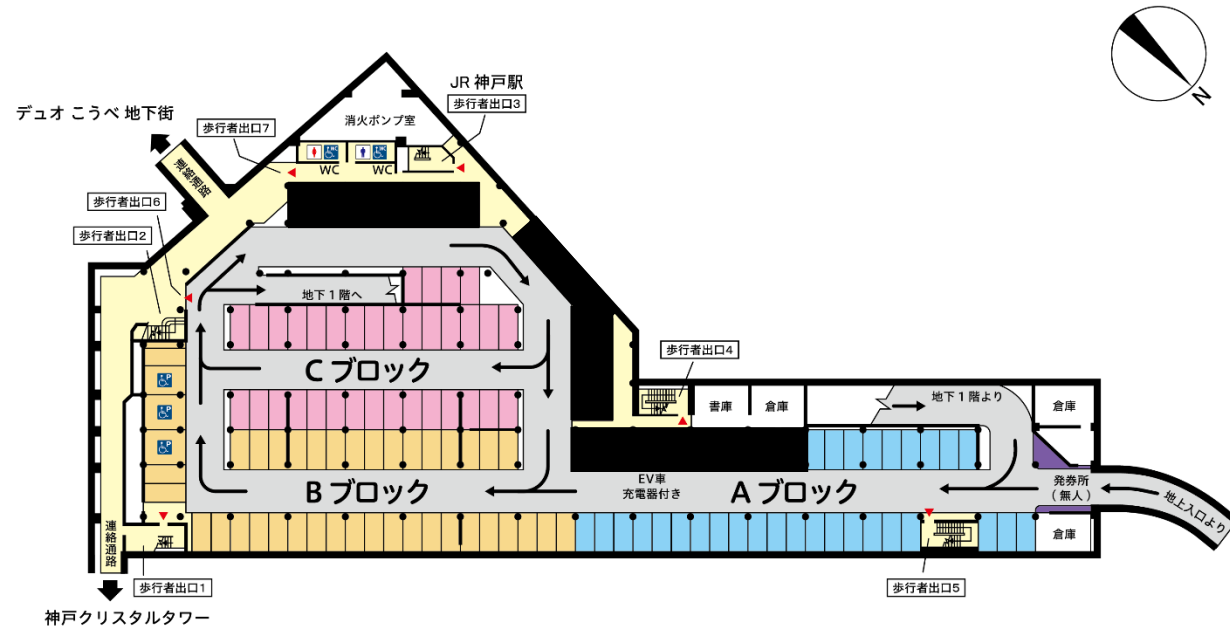 JR 神戸駅
歩行者出口3
デュオ こうべ 地下街
歩行者出口7
消火ポンプ室
N
WC
WC
WC
WC
連絡通路
歩行者出口6
歩行者出口2
地下1階へ
Cブロック
歩行者出口4
書庫
倉庫
地下1階より
倉庫
P
P
P
EV車
充電器付き
Bブロック
Aブロック
発券所
(無人)
地上入口より
倉庫
連絡通路
歩行者出口1
歩行者出口5
神戸クリスタルタワー